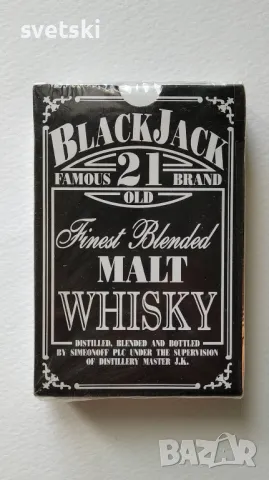 svetski
BLACKJACK
FAMOUS 21 BRAND
OLD
Finest Blended
MALT
WHISKY
DISTILLED, BLENDED AND BOTTLED
BY SIMEONOFF PLC UNDER THE SUPERVISION
OF DISTILLERY MASTER J.K.
BAZAR